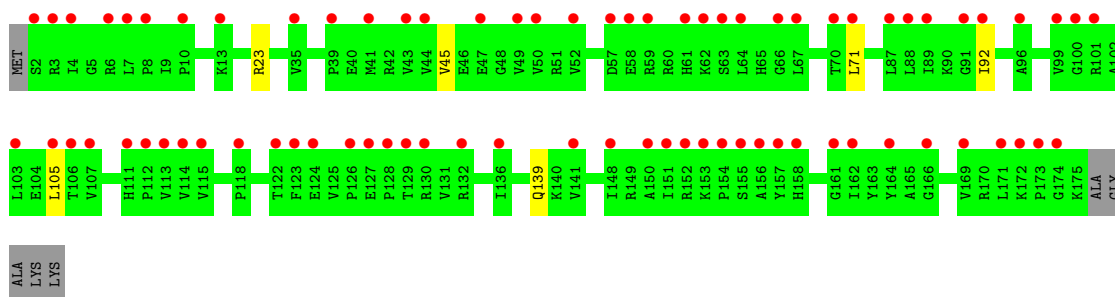 MET S2 R3 I4 G5 R6 L7 P8 I9 P10 K13 R23 V35 P39 E40 M41 R42 V43 V44 V45 E46 E47 G48 V49 V50 R51 V52 D57 E58 R59 R60 H61 K62 S63 L64 H65 G66 L67 T70 L71 L87 L88 I89 K90 G91 I92 A96 V99 G100 R101 A102
L103 E104 L105 T106 V107 H111 P112 V113 V114 V115 P118 T122 F123 E124 V125 P126 E127 P128 T129 R130 V131 R132 I136 Q139 K140 V141 I148 R149 A150 I151 R152 K153 P154 S155 A156 Y157 H158 G161 I162 Y163 Y164 A165 G166 V169 R170 L171 K172 P173 G174 K175 ALA GLY
ALA LYS LYS